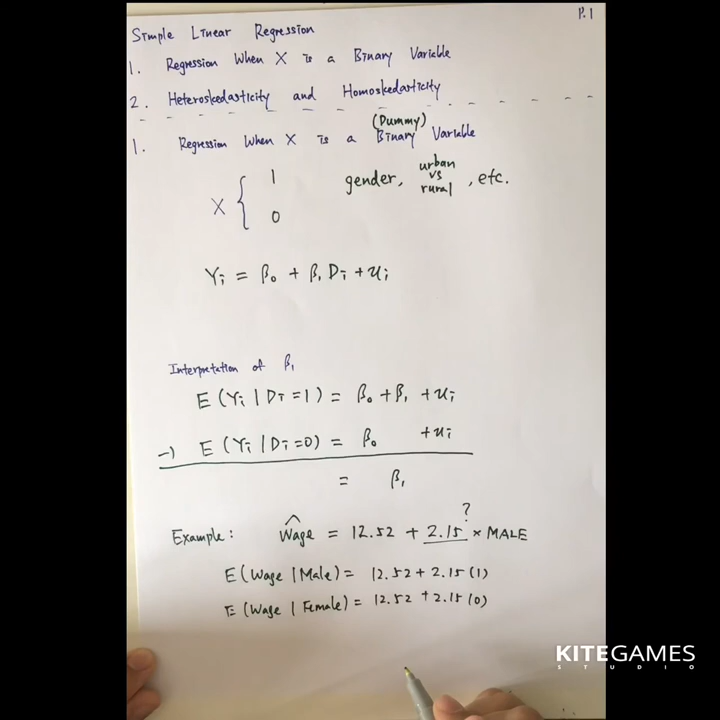 P.1
Simple Linear Regression
1. Regression When X is a Binary Variable
2. Heteroskedasticity and Homoskedasticity
(Dummy)
1. Regression When X is a Binary Variable
X { 1
0
gender, urban vs rural, etc.
Yi = β0 + β1 Di + ui
Interpretation of β1
E (Yi | Di = 1) = β0 + β1 + ui
-) E (Yi | Di = 0) = β0 + ui
= β1
?
Example: Ŵage = 12.52 + 2.15 × MALE
E (Wage | Male) = 12.52 + 2.15 (1)
E (Wage | Female) = 12.52 + 2.15 (0)
KITEGAMES
STUDIO